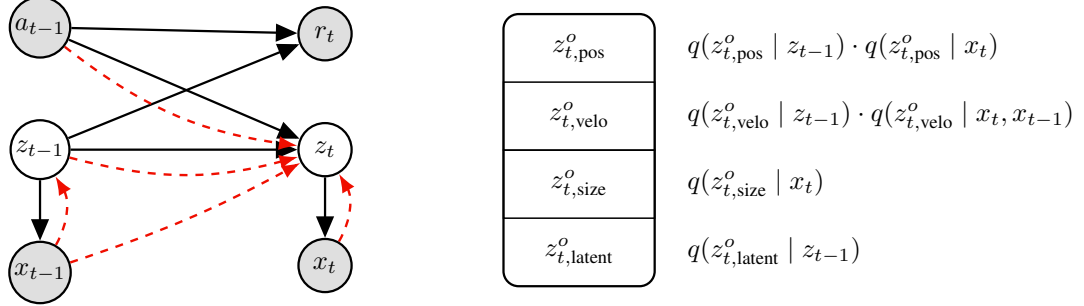 a_{t−1}
r_t
z_{t−1}
z_t
x_{t−1}
x_t
z^o_{t,pos} q(z^o_{t,pos} | z_{t−1}) · q(z^o_{t,pos} | x_t)
z^o_{t,velo} q(z^o_{t,velo} | z_{t−1}) · q(z^o_{t,velo} | x_t, x_{t−1})
z^o_{t,size} q(z^o_{t,size} | x_t)
z^o_{t,latent} q(z^o_{t,latent} | z_{t−1})